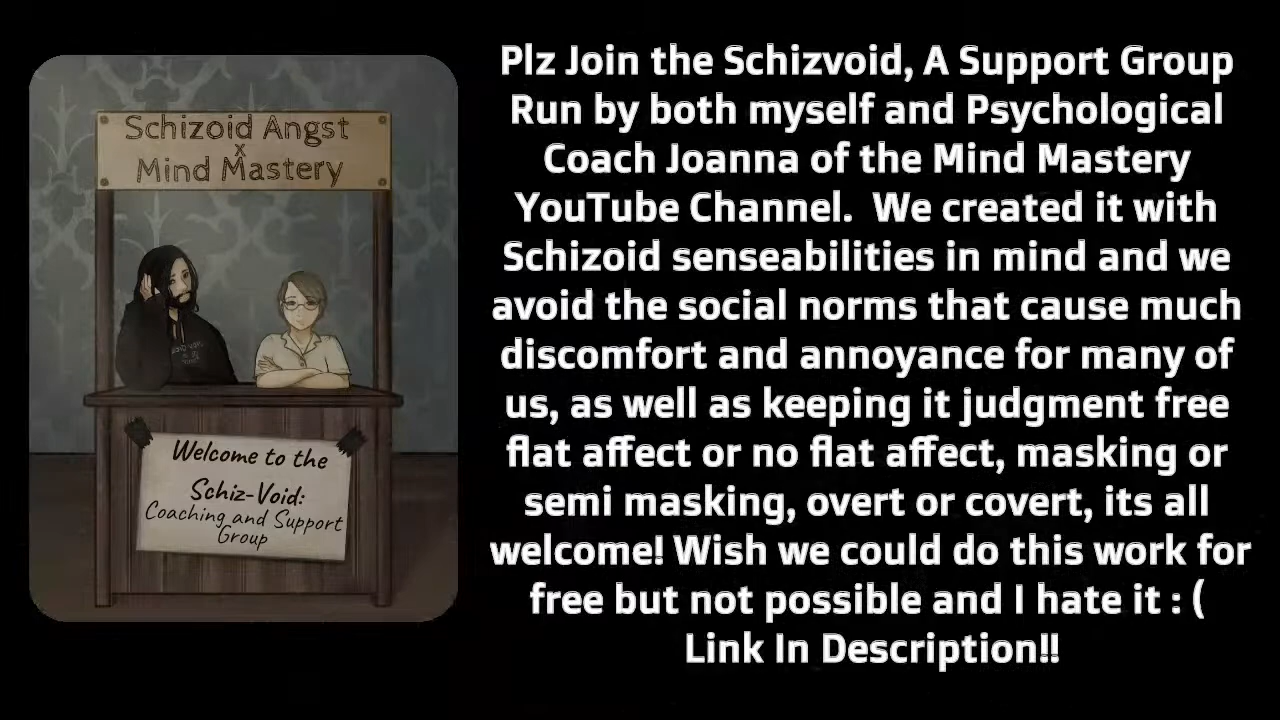 Schizoid Angst
x
Mind Mastery
Welcome to the
Schiz-Void:
Coaching and Support
Group
Plz Join the Schizvoid, A Support Group
Run by both myself and Psychological
Coach Joanna of the Mind Mastery
YouTube Channel.  We created it with
Schizoid senseabilities in mind and we
avoid the social norms that cause much
discomfort and annoyance for many of
us, as well as keeping it judgment free
flat affect or no flat affect, masking or
semi masking, overt or covert, its all
welcome! Wish we could do this work for
free but not possible and I hate it : (
Link In Description!!